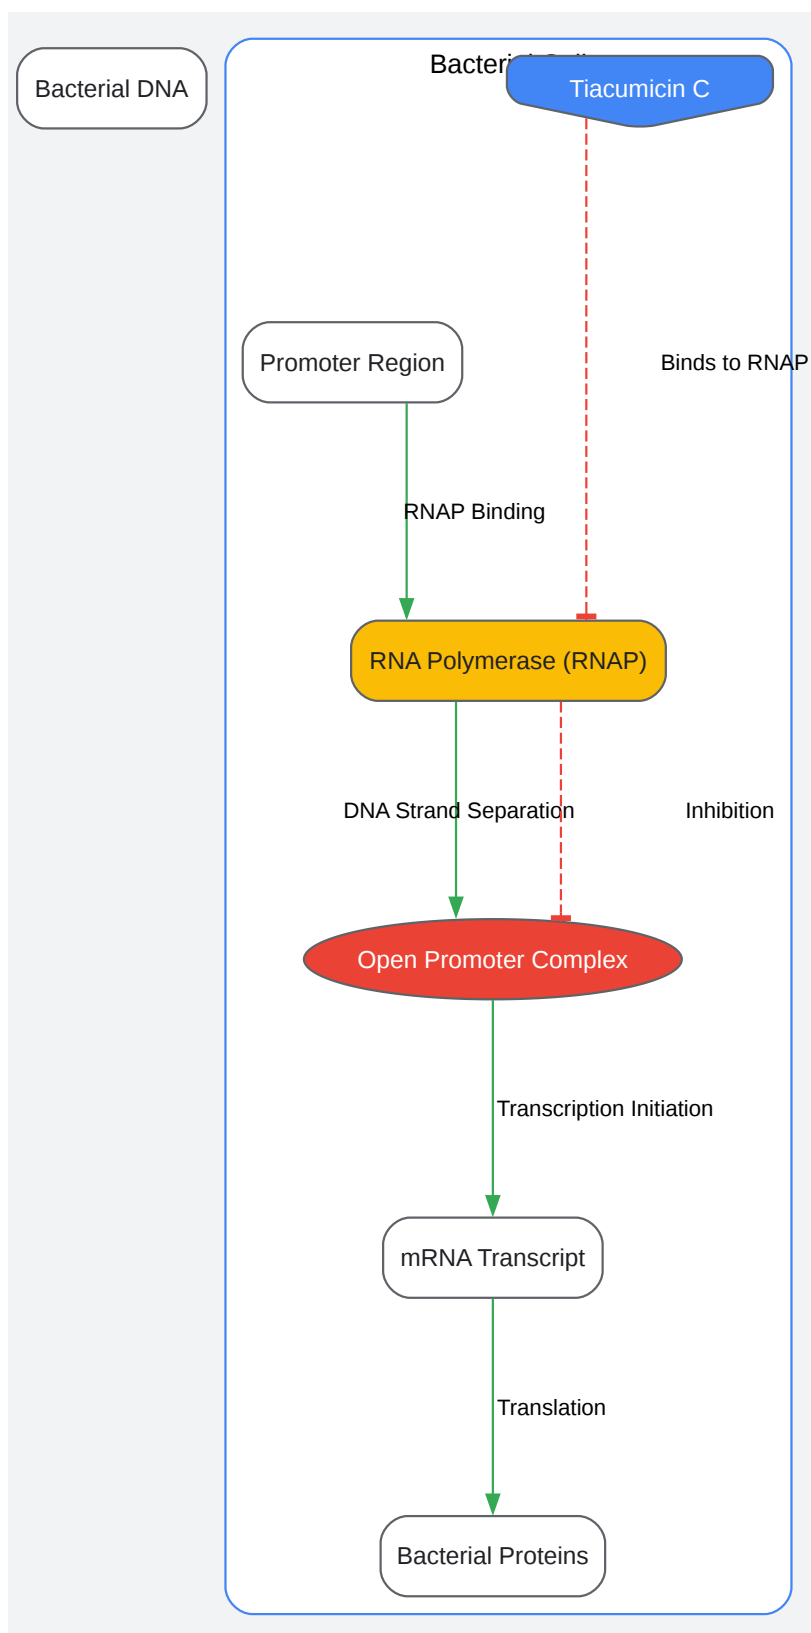 Bacterial DNA
Tiacumicin C
Promoter Region
Binds to RNAP
RNAP Binding
RNA Polymerase (RNAP)
DNA Strand Separation
Inhibition
Open Promoter Complex
Transcription Initiation
mRNA Transcript
Translation
Bacterial Proteins